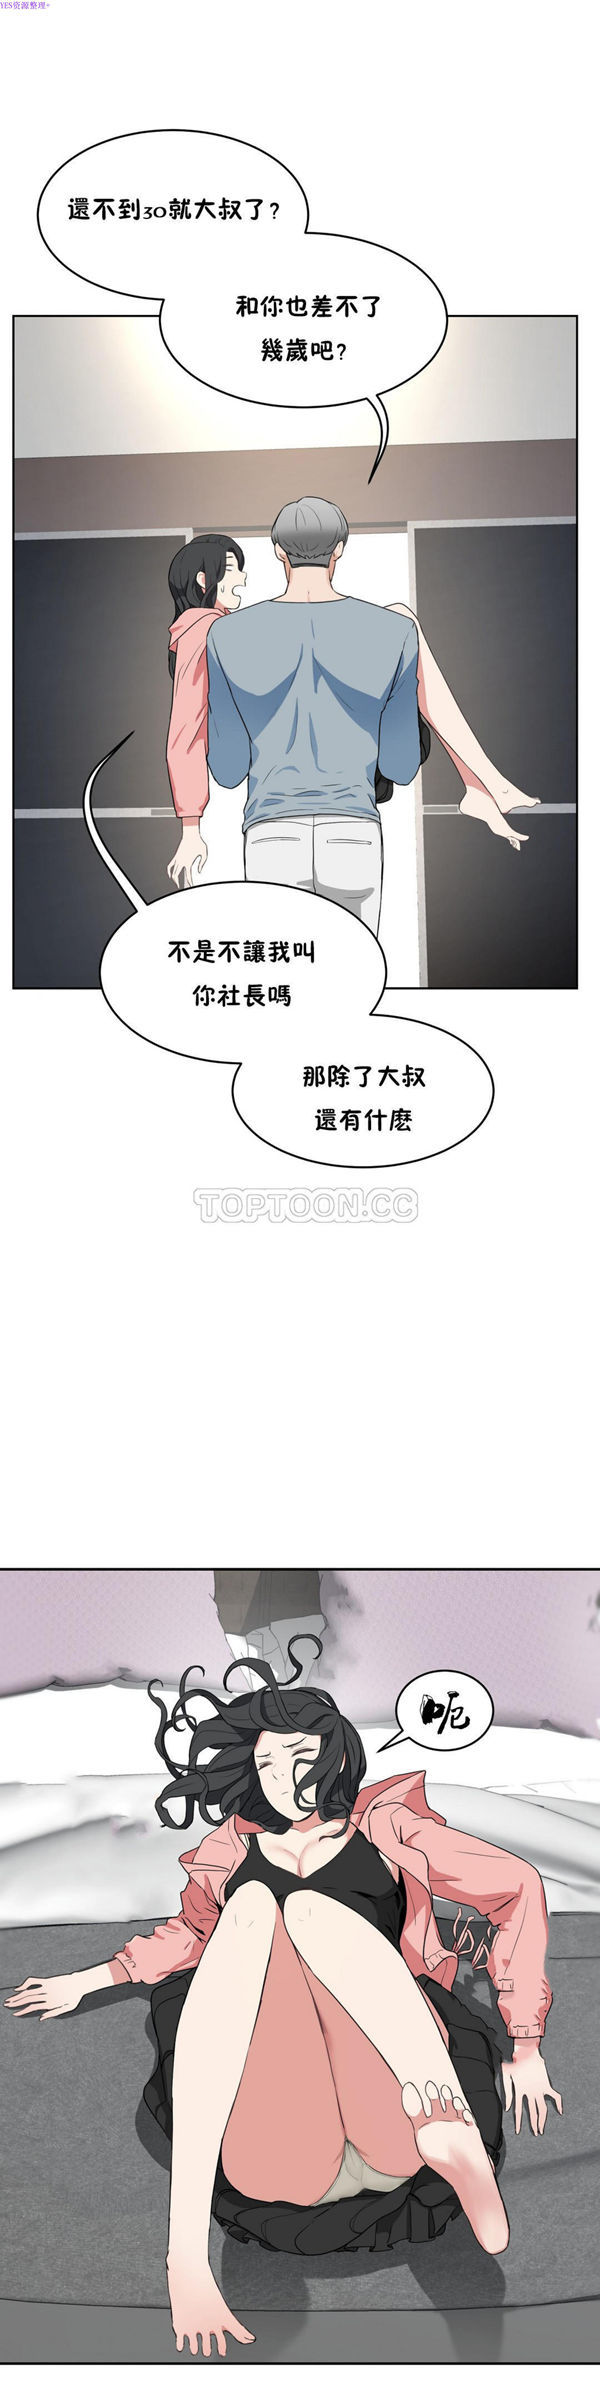 YES资源整理+
還不到30就大叔了?
和你也差不了
幾歲吧?
不是不讓我叫
你社長嗎
那除了大叔
還有什麽
TOPTOON.CC
呃